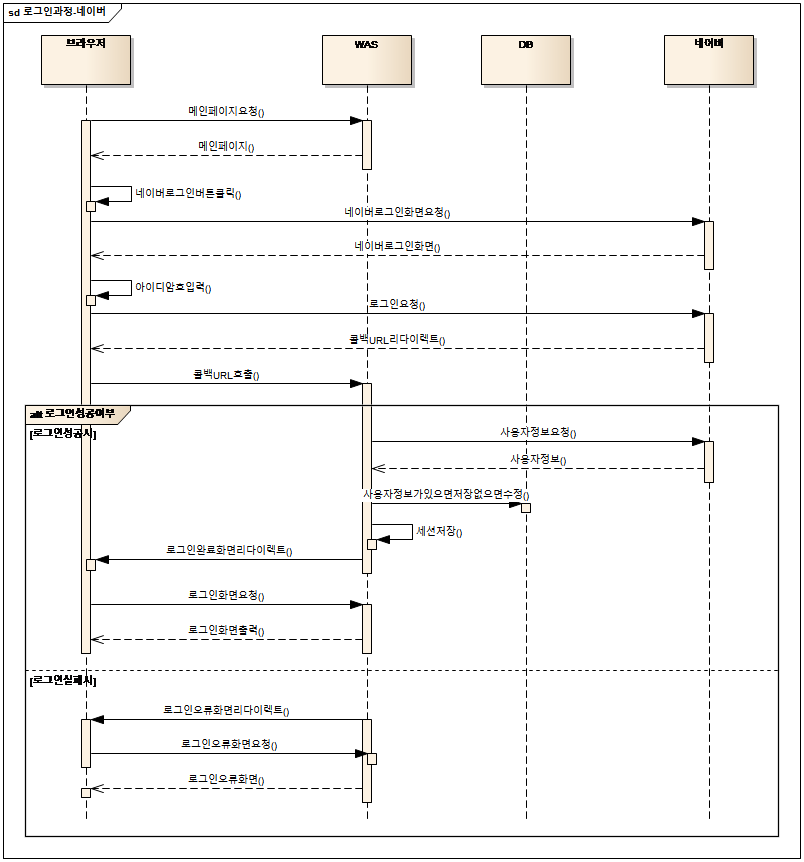 sd 로그인과정-네이버
브라우저
WAS
DB
네이버
메인페이지요청()
메인페이지()
네이버로그인버튼클릭()
네이버로그인화면요청()
네이버로그인화면()
아이디암호입력()
로그인요청()
콜백URL리다이렉트()
콜백URL호출()
alt 로그인성공여부
[로그인성공시]
사용자정보요청()
사용자정보()
사용자정보가있으면저장없으면수정()
세션저장()
로그인완료화면리다이렉트()
로그인화면요청()
로그인화면출력()
[로그인실패시]
로그인오류화면리다이렉트()
로그인오류화면요청()
로그인오류화면()